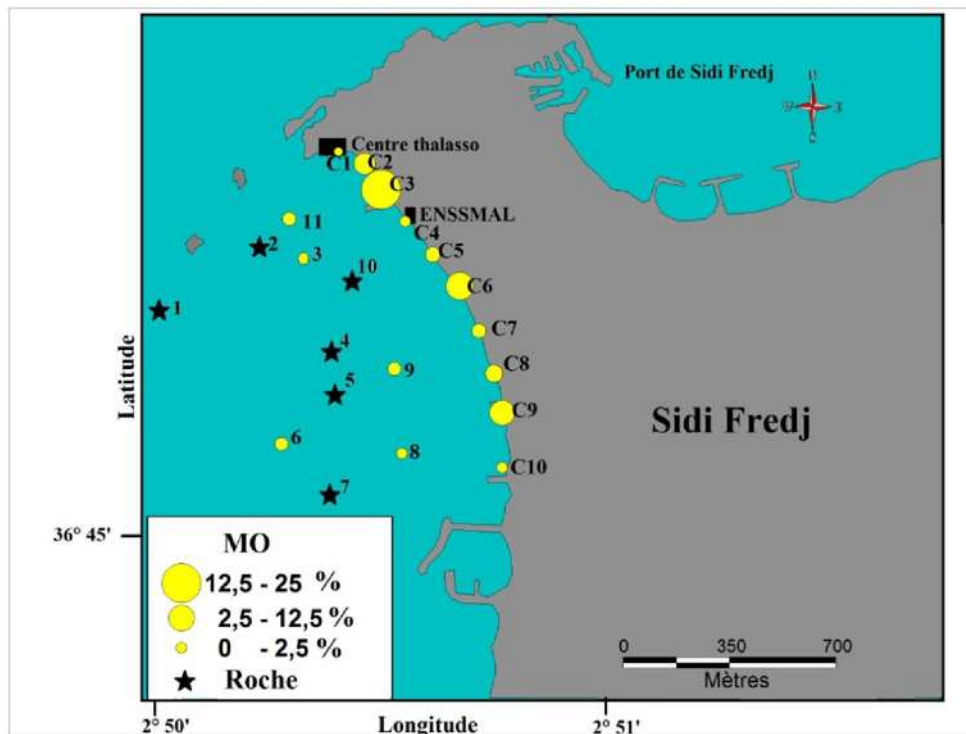 Port de Sidi Fredj
N
W
E
S
Centre thalasso
C1
C2
C3
ENSSMAL
C4
11
2
3
C5
10
C6
1
C7
4
C8
9
5
C9
Sidi Fredj
Latitude
6
8
C10
7
36° 45'
MO
12,5 - 25 %
2,5 - 12,5 %
0 - 2,5 %
Roche
0 350 700
Mètres
2° 50'
Longitude
2° 51'